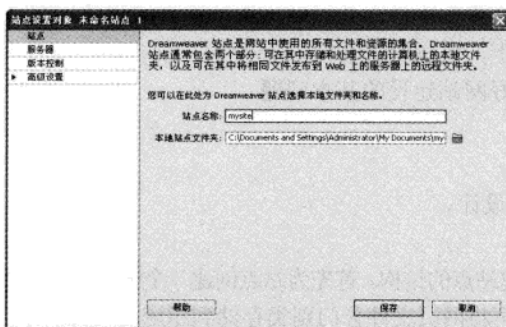 站点设置对象 未命名站点 1
站点
服务器
版本控制
高级设置
Dreamweaver 站点是网站中使用的所有文件和资源的集合。Dreamweaver
站点通常包含两个部分:可在其中存储和处理文件的计算机上的本地文件
夹,以及可在其中将相同文件发布到 Web 上的服务器上的远程文件夹。
您可以在此处为 Dreamweaver 站点选择本地文件夹和名称。
站点名称: mysite
本地站点文件夹: C:\Documents and Settings\Administrator\My Documents\my
帮助 保存 取消